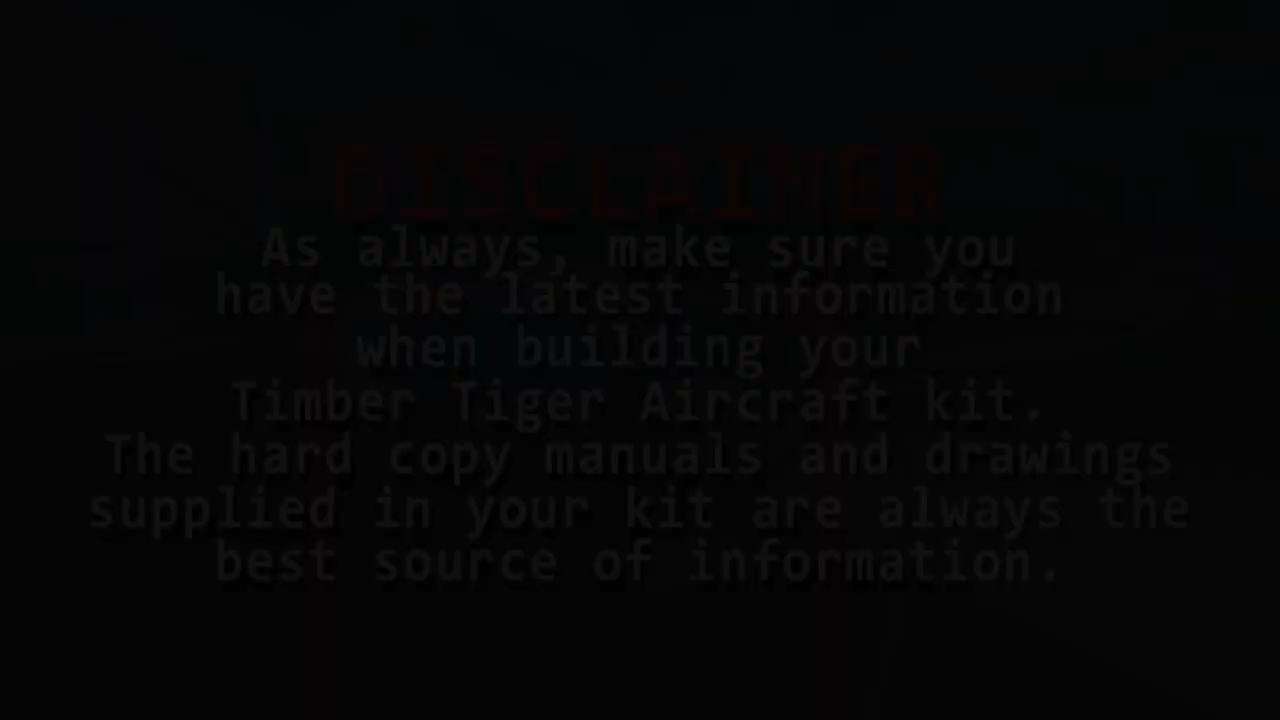 DISCLAIMER
As always, make sure you
have the latest information
when building your
Timber Tiger Aircraft kit.
The hard copy manuals and drawings
supplied in your kit are always the
best source of information.